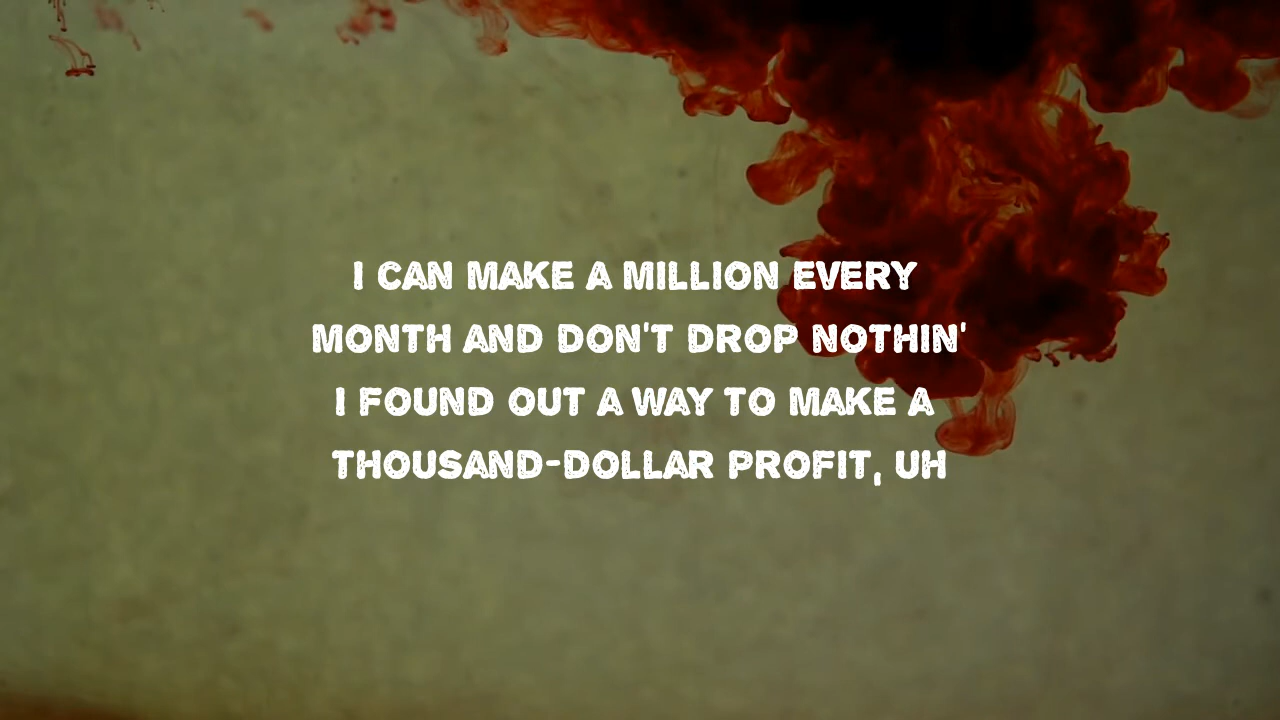 I CAN MAKE A MILLION EVERY
MONTH AND DON'T DROP NOTHIN'
I FOUND OUT A WAY TO MAKE A
THOUSAND-DOLLAR PROFIT, UH